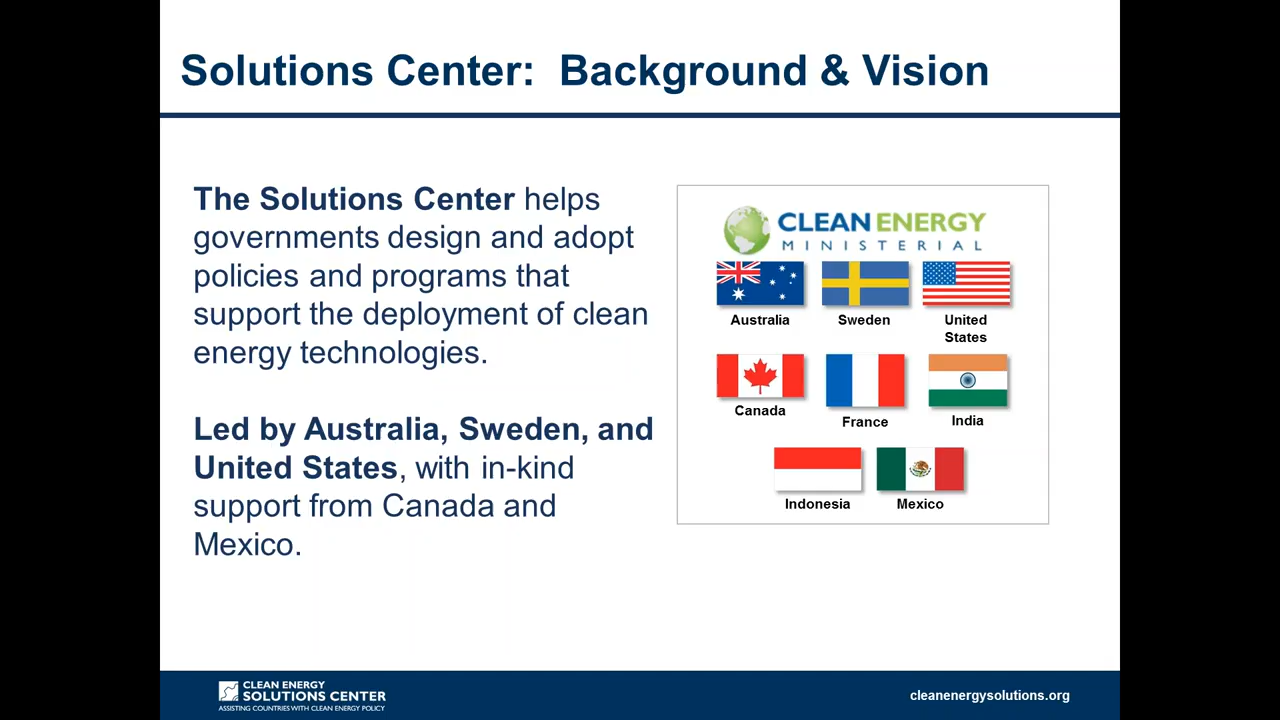 Solutions Center: Background & Vision
The Solutions Center helps
governments design and adopt
policies and programs that
support the deployment of clean
energy technologies.
Led by Australia, Sweden, and
United States, with in-kind
support from Canada and
Mexico.
CLEAN ENERGY
MINISTERIAL
Australia
Sweden
United
States
Canada
France
India
Indonesia
Mexico
CLEAN ENERGY
SOLUTIONS CENTER
ASSISTING COUNTRIES WITH CLEAN ENERGY POLICY
cleanenergysolutions.org